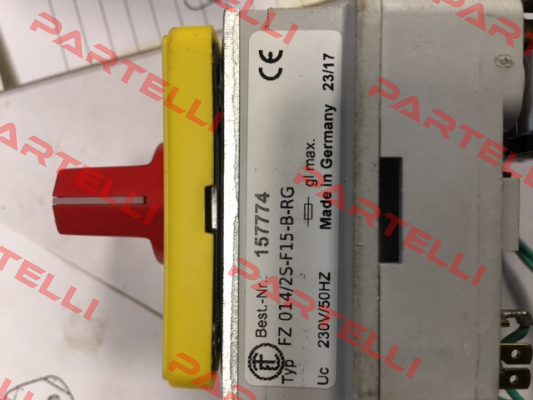 Best.-Nr. 157774
Typ FZ 014/2S-F15-B-RG
gl max.
Uc 230V/50HZ Made in Germany 23/17
CE
PARTELLI
PARTELLI
PARTELLI
PARTELLI
PARTELLI